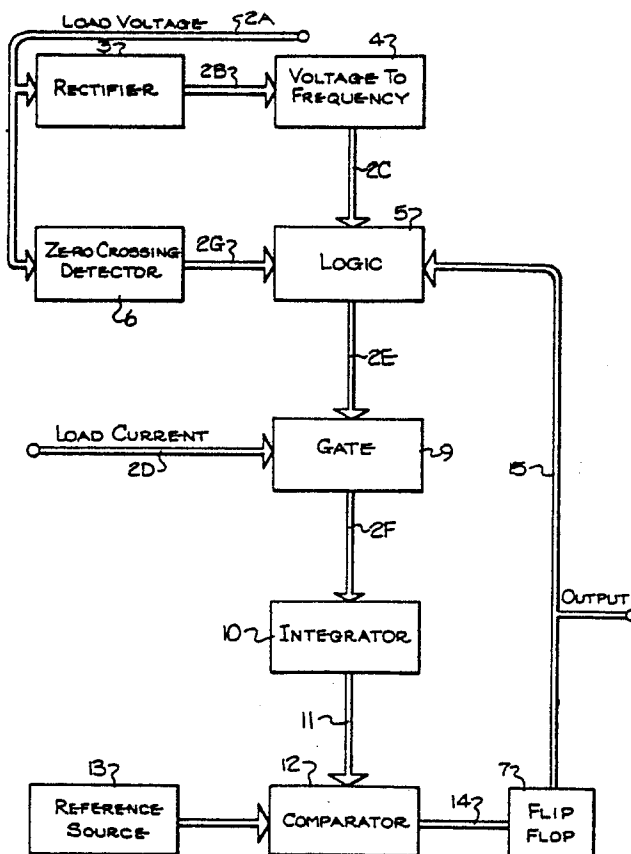 LOAD VOLTAGE
2A
3
RECTIFIER
2B
4
VOLTAGE TO
FREQUENCY
2C
ZERO CROSSING
DETECTOR
6
2G
5
LOGIC
2E
LOAD CURRENT
2D
GATE
9
15
2F
OUTPUT
10
INTEGRATOR
11
13
REFERENCE
SOURCE
12
COMPARATOR
14
7
FLIP
FLOP